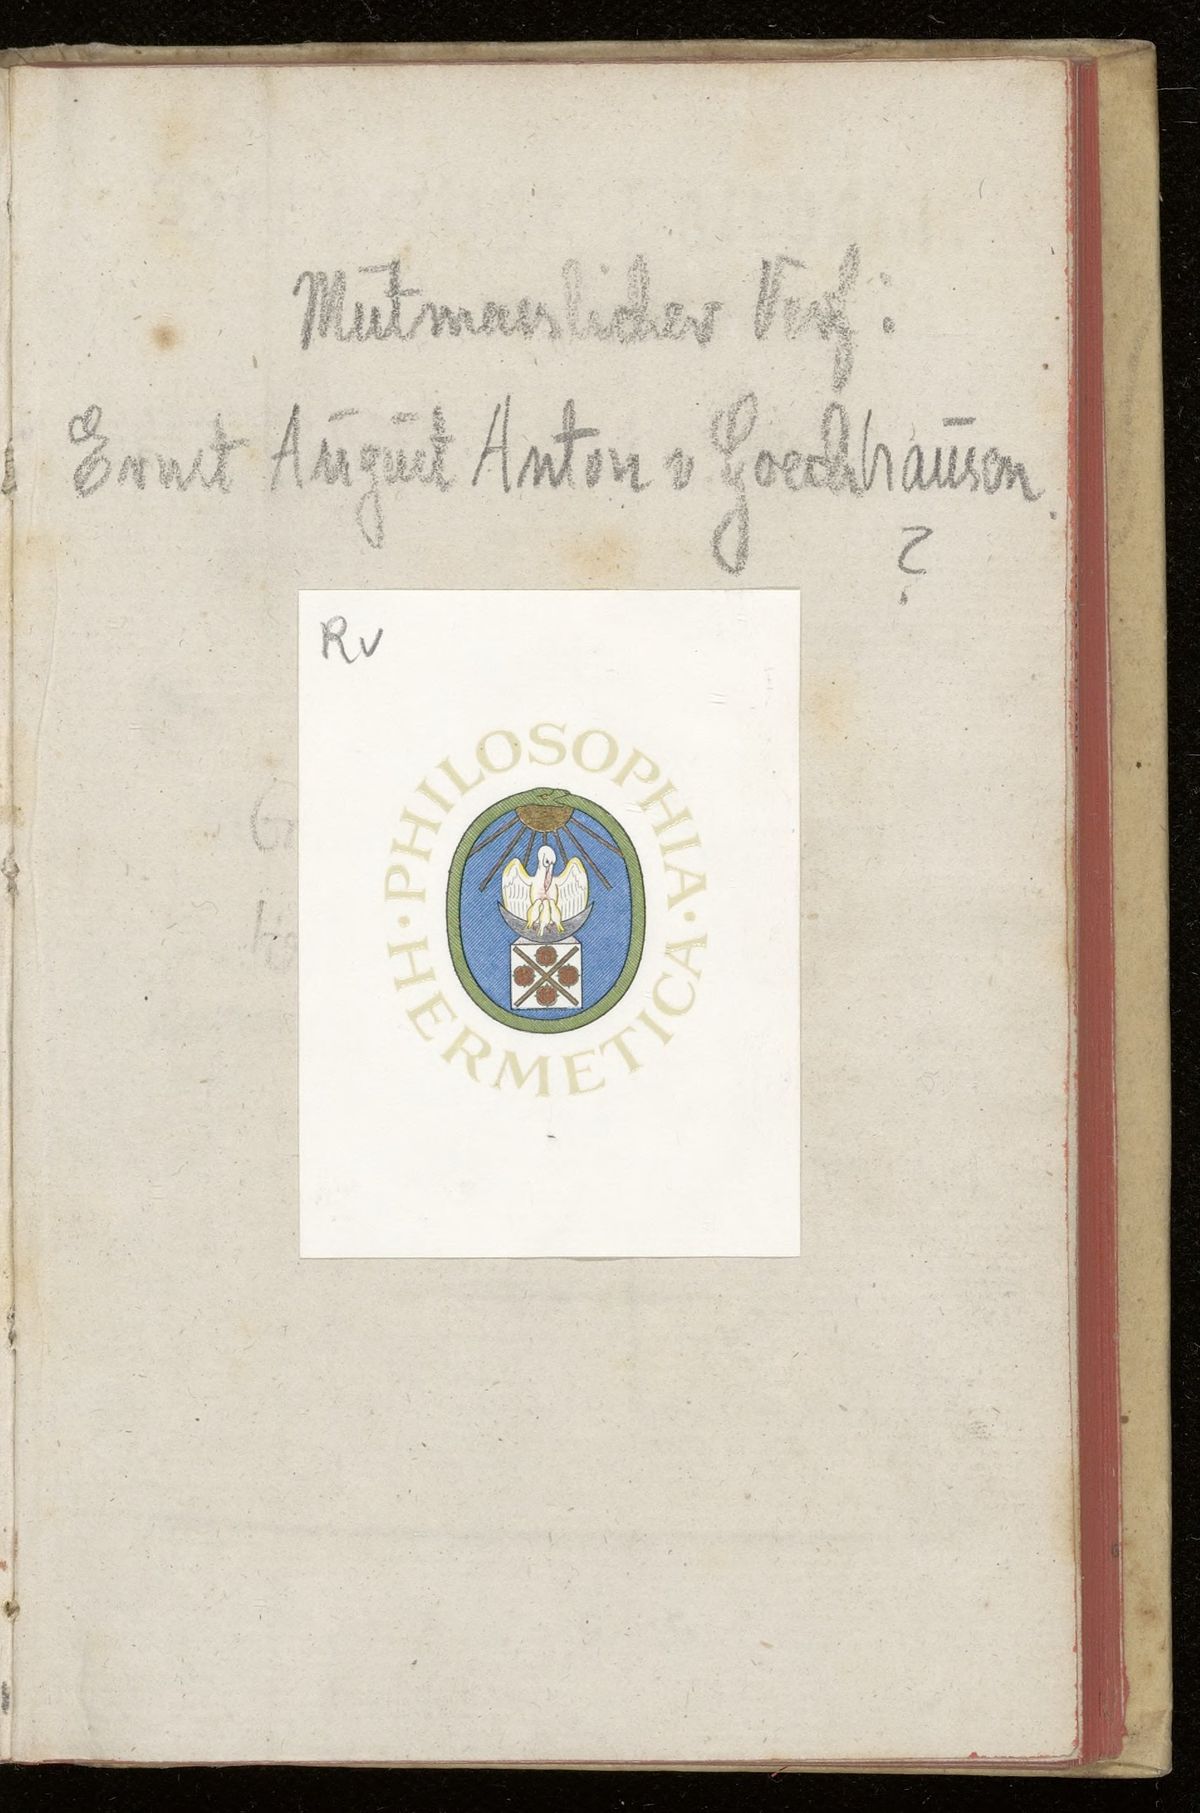 Mutmasslicher Verf:
Ernst August Anton v Goechhausen.
?
Rv
PHILOSOPHIA · HERMETICA ·